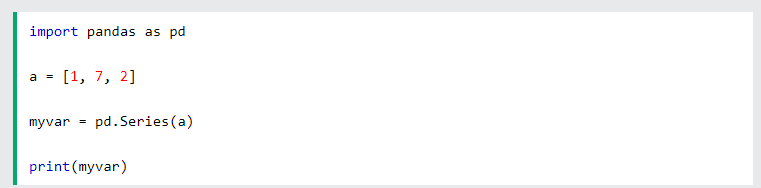 import pandas as pd
a = [1, 7, 2]
myvar = pd.Series(a)
print(myvar)